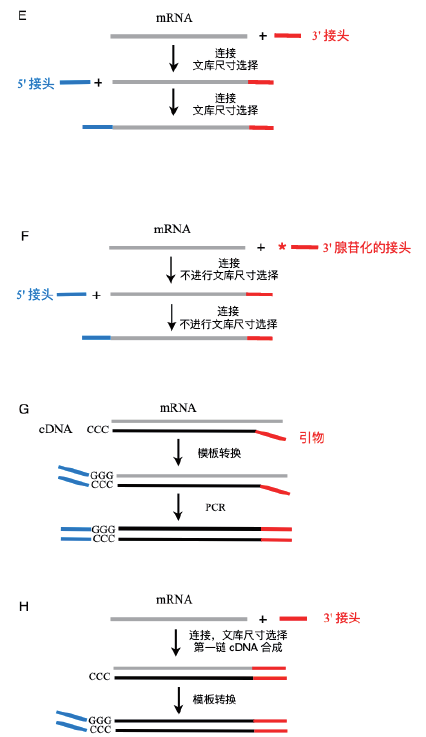 E
mRNA
+
3' 接头
连接
文库尺寸选择
5' 接头
+
连接
文库尺寸选择
F
mRNA
+
* 3' 腺苷化的接头
连接
不进行文库尺寸选择
5' 接头
+
连接
不进行文库尺寸选择
G
mRNA
cDNA CCC
引物
模板转换
GGG
CCC
PCR
GGG
CCC
H
mRNA
+
3' 接头
连接，文库尺寸选择
第一链 cDNA 合成
CCC
模板转换
GGG
CCC